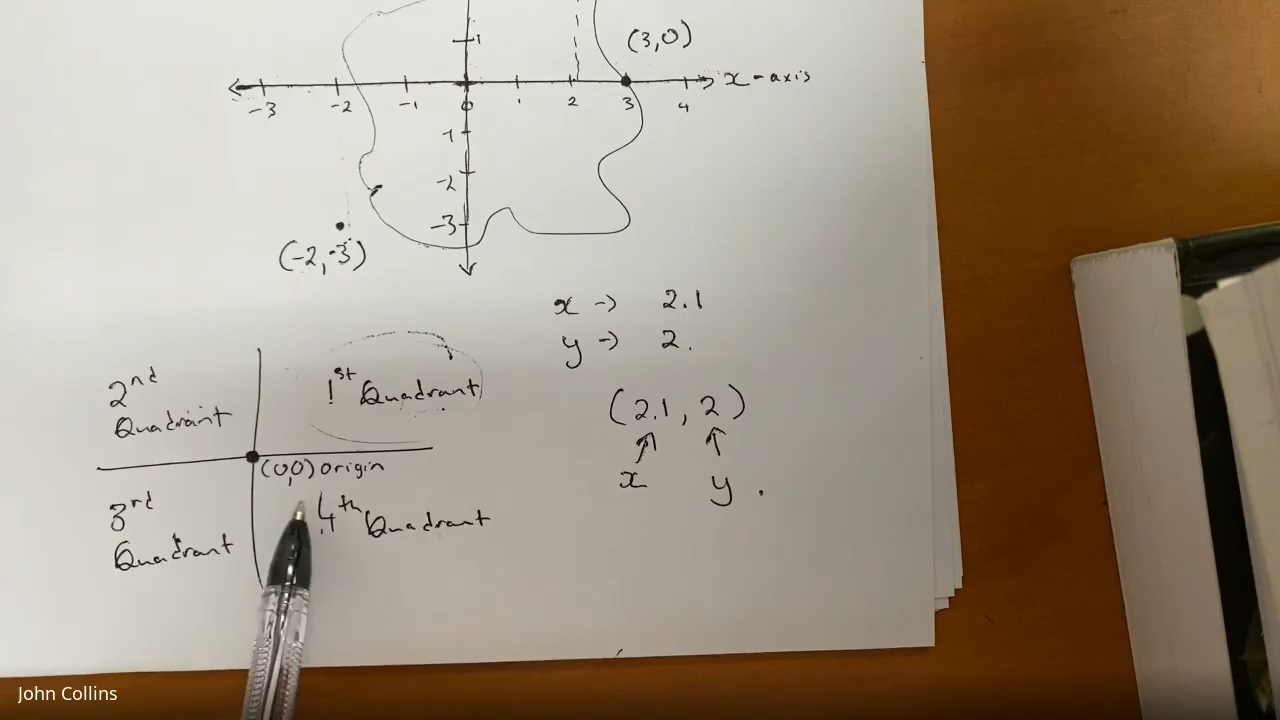 1
(3,0)
x-axis
-3 -2 -1 0 1 2 3 4
-1
-2
-3
(-2,-3)
x -> 2.1
y -> 2.
2nd
Quadrant
1st Quadrant
(2.1, 2)
x y.
(0,0) origin
3rd
Quadrant
4th Quadrant
John Collins